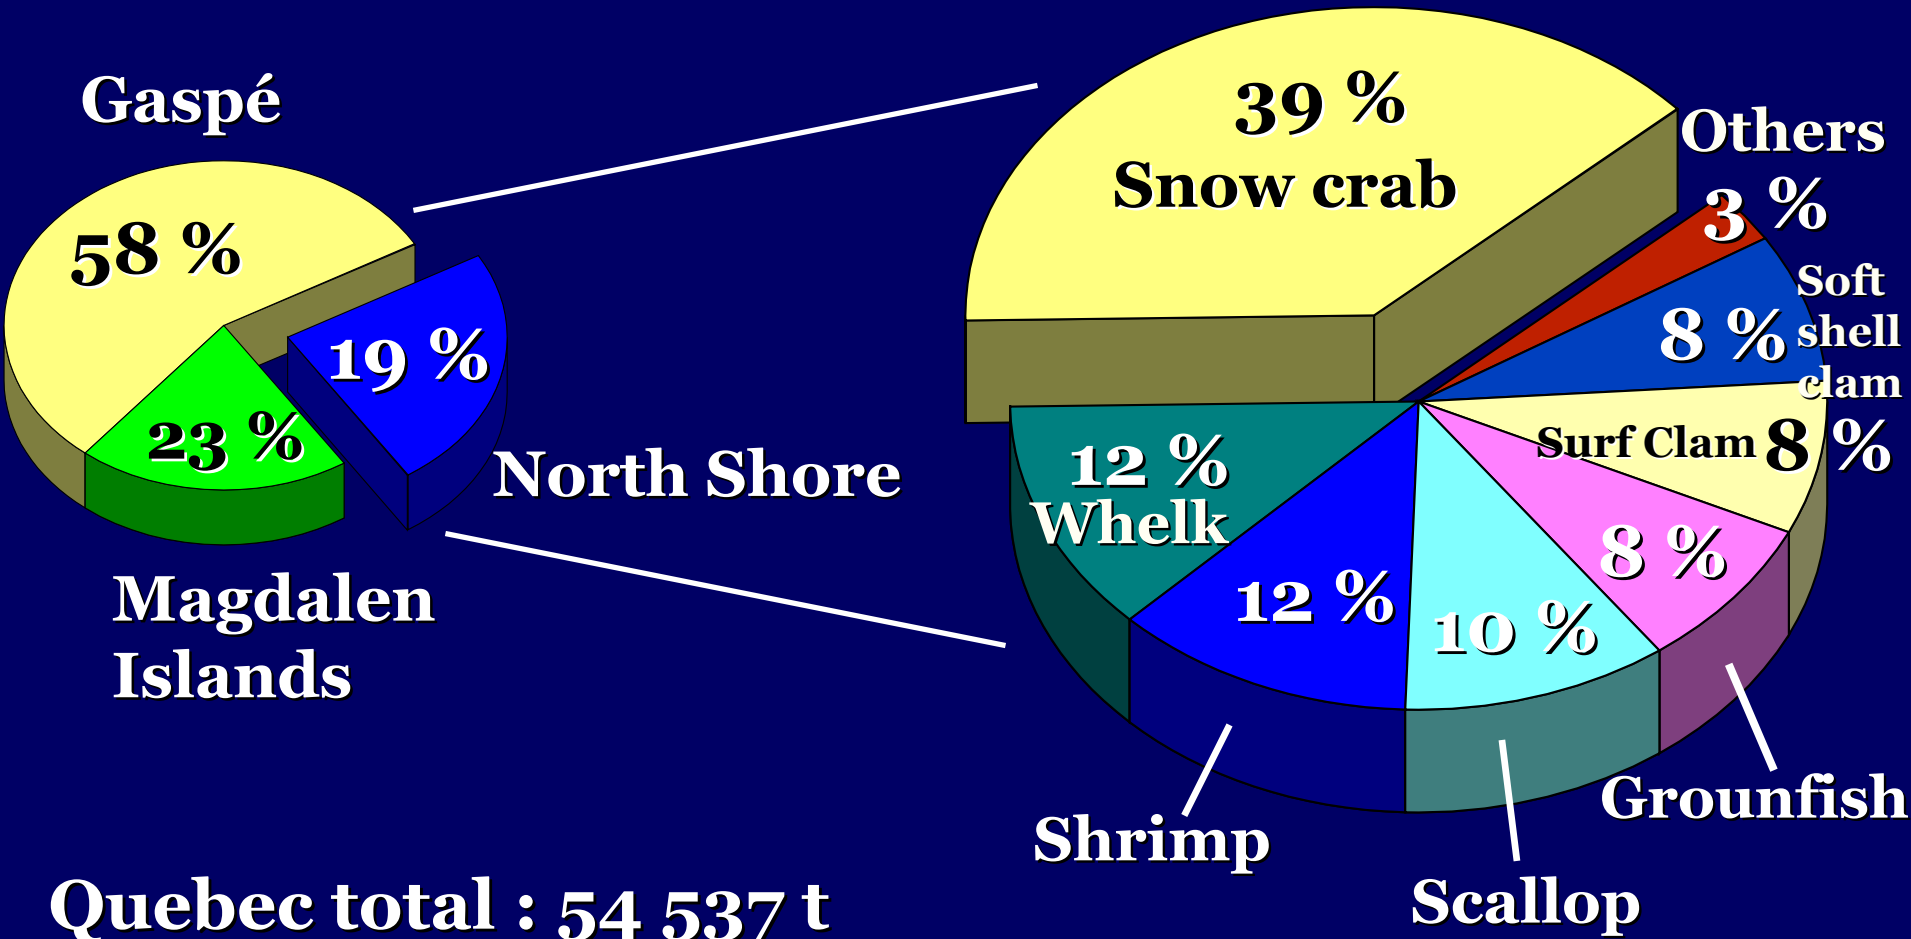 Gaspé
58 %
19 %
23 %
North Shore
Magdalen
Islands
Quebec total : 54 537 t
39 %
Snow crab
Others
3 %
Soft
shell
clam
8 %
Surf Clam 8 %
12 %
Whelk
12 %
10 %
8 %
Shrimp
Scallop
Grounfish